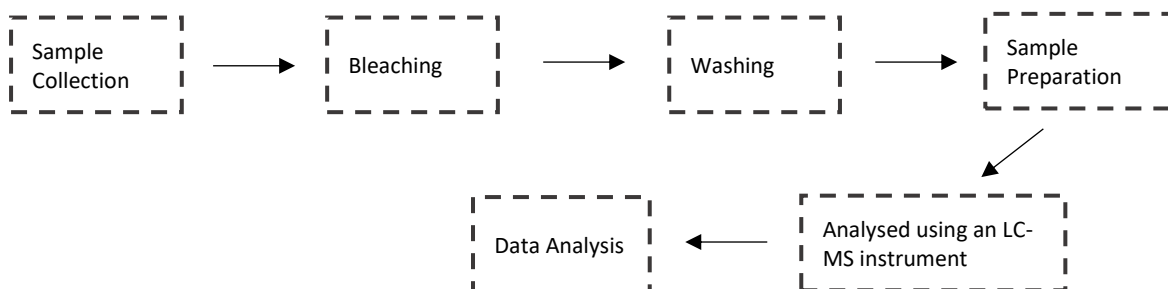 Sample
Collection
Bleaching
Washing
Sample
Preparation
Analysed using an LC-
MS instrument
Data Analysis